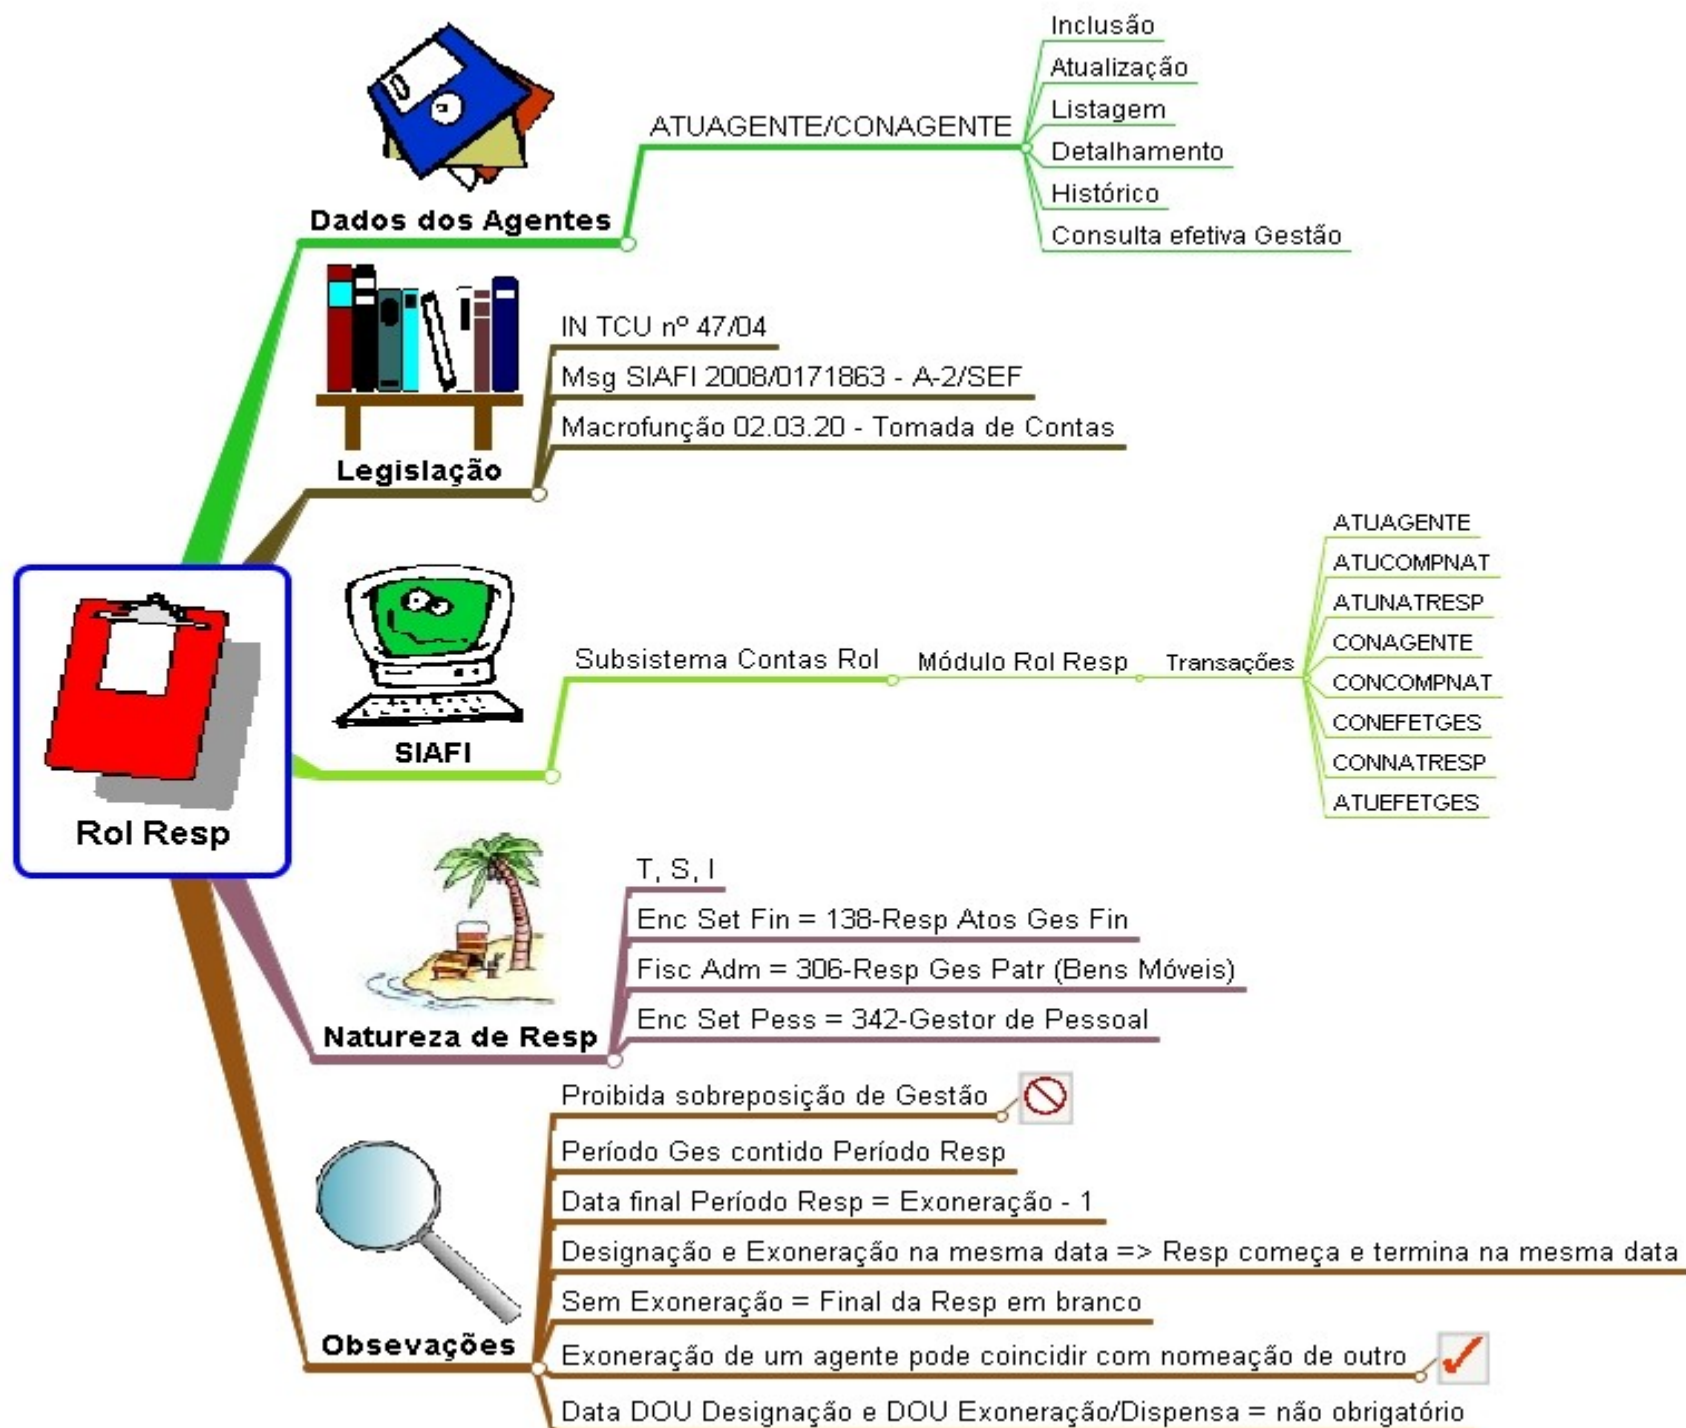 Rol Resp
Dados dos Agentes
ATUAGENTE/CONAGENTE
Inclusão
Atualização
Listagem
Detalhamento
Histórico
Consulta efetiva Gestão
Legislação
IN TCU nº 47/04
Msg SIAFI 2008/0171863 - A-2/SEF
Macrofunção 02.03.20 - Tomada de Contas
SIAFI
Subsistema Contas Rol
Módulo Rol Resp
Transações
ATUAGENTE
ATUCOMPNAT
ATUNATRESP
CONAGENTE
CONCOMPNAT
CONEFETGES
CONNATRESP
ATUEFETGES
Natureza de Resp
T, S, I
Enc Set Fin = 138-Resp Atos Ges Fin
Fisc Adm = 306-Resp Ges Patr (Bens Móveis)
Enc Set Pess = 342-Gestor de Pessoal
Obsevações
Proibida sobreposição de Gestão
Período Ges contido Período Resp
Data final Período Resp = Exoneração - 1
Designação e Exoneração na mesma data => Resp começa e termina na mesma data
Sem Exoneração = Final da Resp em branco
Exoneração de um agente pode coincidir com nomeação de outro
Data DOU Designação e DOU Exoneração/Dispensa = não obrigatório